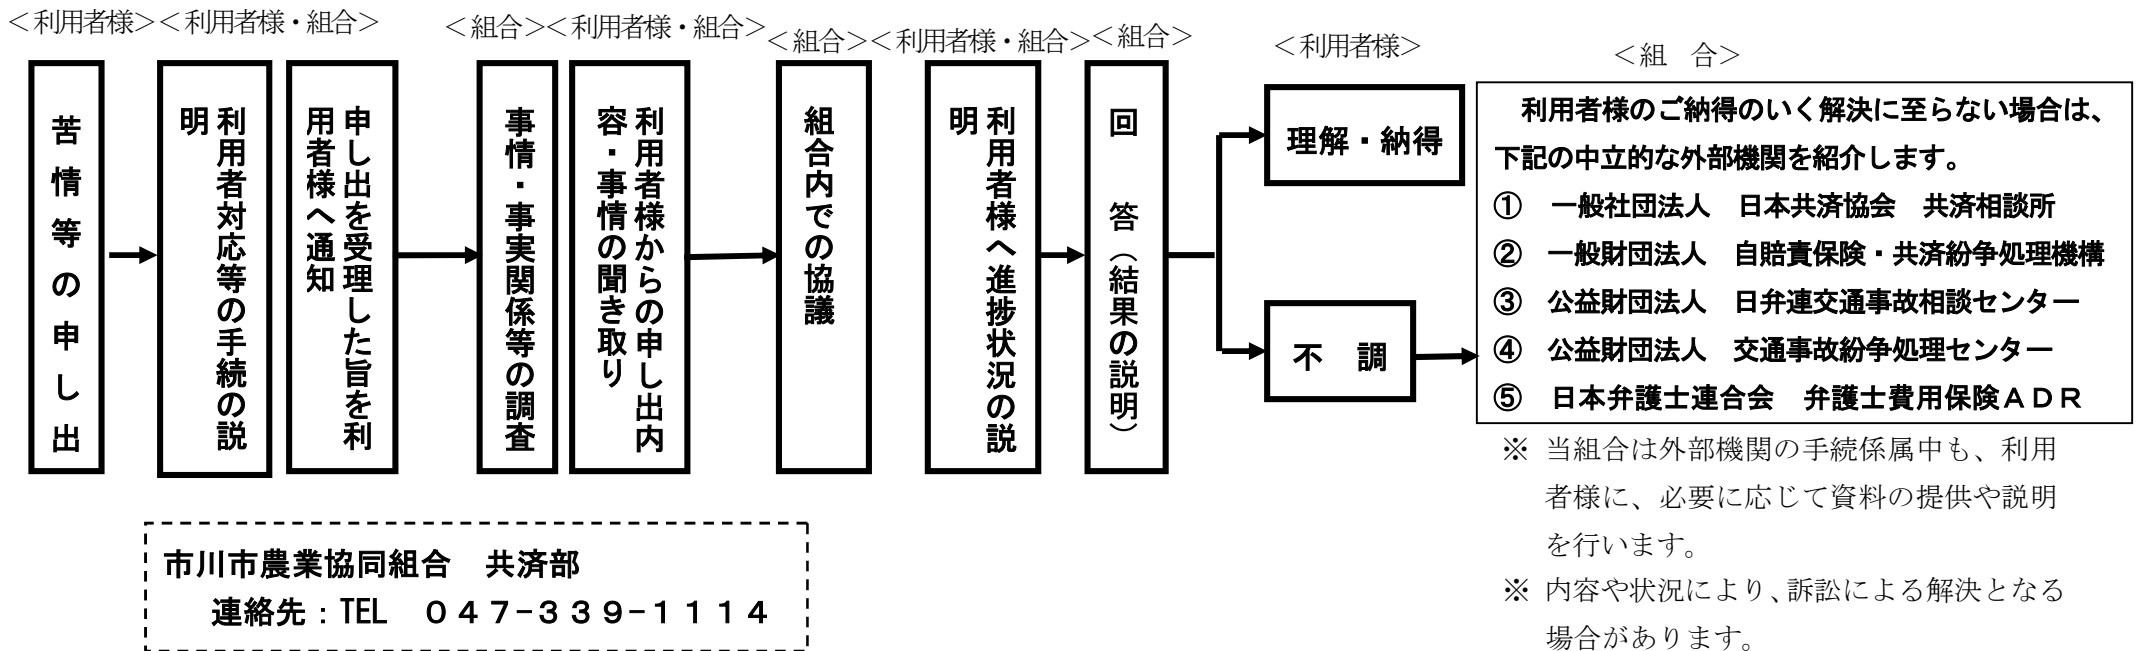 ＜利用者様＞＜利用者様・組合＞
＜組合＞＜利用者様・組合＞
＜組合＞＜利用者様・組合＞
＜組合＞
＜利用者様＞
＜組　合＞
苦情等の申し出
利用者対応等の手続の説
明
申し出を受理した旨を利
用者様へ通知
事情・事実関係等の調査
利用者様からの申し出内
容・事情の聞き取り
組合内での協議
利用者様へ進捗状況の説
明
回　答（結果の説明）
理解・納得
不　調
利用者様のご納得のいく解決に至らない場合は、
下記の中立的な外部機関を紹介します。
①　一般社団法人　日本共済協会　共済相談所
②　一般財団法人　自賠責保険・共済紛争処理機構
③　公益財団法人　日弁連交通事故相談センター
④　公益財団法人　交通事故紛争処理センター
⑤　日本弁護士連合会　弁護士費用保険ＡＤＲ
※ 当組合は外部機関の手続係属中も、利用
者様に、必要に応じて資料の提供や説明
を行います。
※ 内容や状況により、訴訟による解決となる
場合があります。
市川市農業協同組合　共済部
連絡先：TEL　０４７－３３９－１１１４